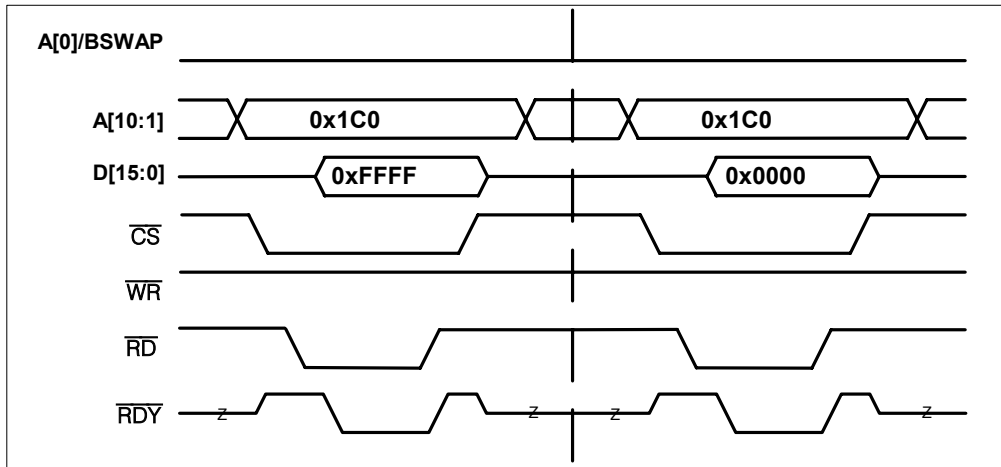 A[0]/BSWAP
A[10:1] 0x1C0 0x1C0
D[15:0] 0xFFFF 0x0000
CS
WR
RD
RDY Z Z Z Z